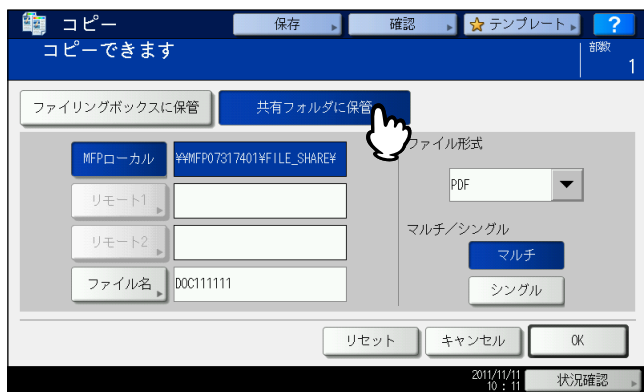 コピー
保存
確認
テンプレート
?
コピーできます
部数
1
ファイリングボックスに保管
共有フォルダに保管
MFPローカル
¥¥MFP07317401¥FILE_SHARE¥
ファイル形式
リモート1
PDF
リモート2
マルチ/シングル
マルチ
ファイル名
DOC111111
シングル
リセット
キャンセル
OK
2011/11/11
10:11
状況確認